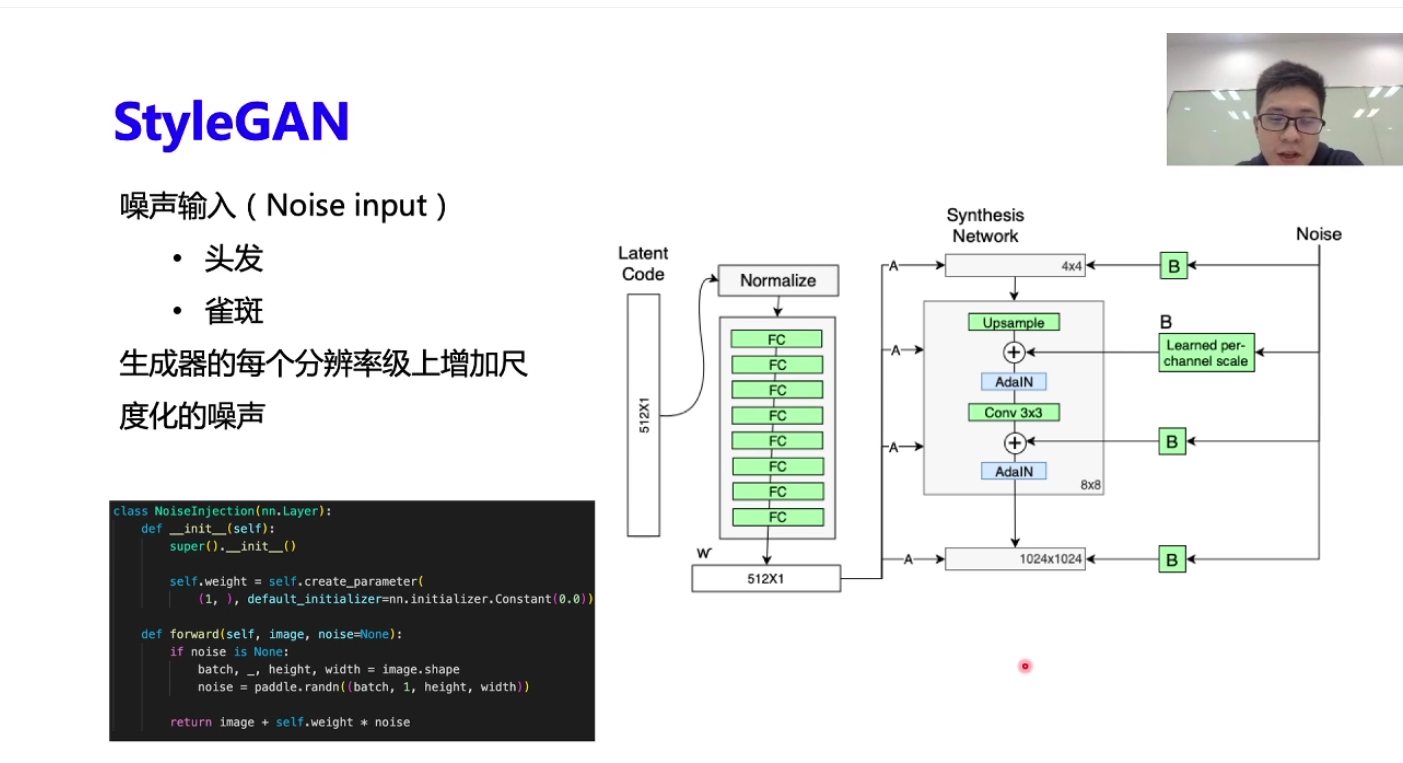 StyleGAN
噪声输入（Noise input）
• 头发
• 雀斑
生成器的每个分辨率级上增加尺
度化的噪声
class NoiseInjection(nn.Layer):
def __init__(self):
super().__init__()
self.weight = self.create_parameter(
(1, ), default_initializer=nn.initializer.Constant(0.0))
def forward(self, image, noise=None):
if noise is None:
batch, _, height, width = image.shape
noise = paddle.randn((batch, 1, height, width))
return image + self.weight * noise
Latent
Code
512X1
Normalize
FC
FC
FC
FC
FC
FC
FC
FC
W
512X1
A
A
A
A
Synthesis
Network
4x4
Upsample
AdaIN
Conv 3x3
AdaIN
8x8
1024x1024
Noise
B
B
Learned per-
channel scale
B
B